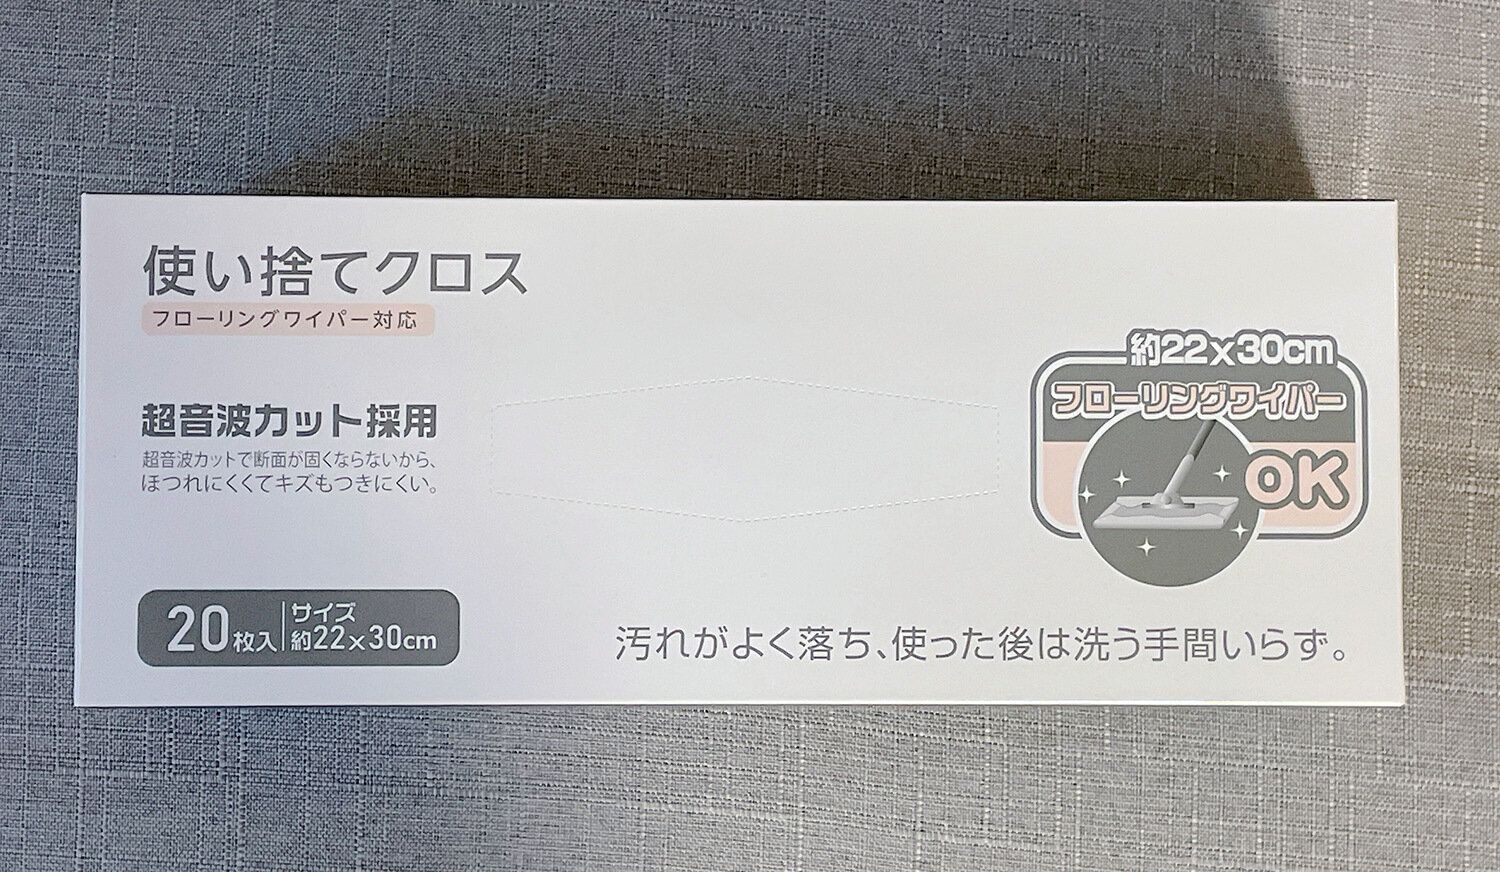 使い捨てクロス
フローリングワイパー対応
超音波カット採用
超音波カットで断面が固くならないから、
ほつれにくくてキズもつきにくい。
20枚入
サイズ
約22×30cm
約22×30cm
フローリングワイパー
OK
汚れがよく落ち、使った後は洗う手間いらず。